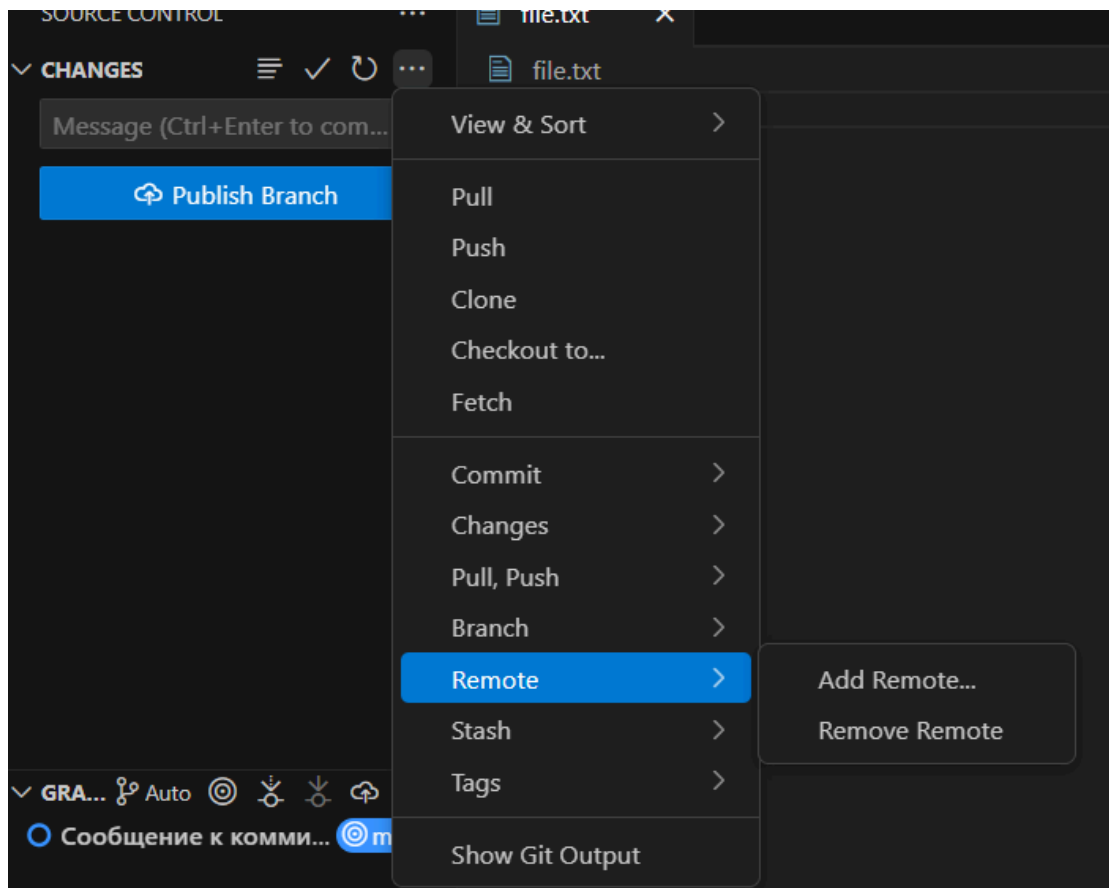 SOURCE CONTROL
file.txt
CHANGES
file.txt
Message (Ctrl+Enter to com...
Publish Branch
View & Sort
Pull
Push
Clone
Checkout to...
Fetch
Commit
Changes
Pull, Push
Branch
Remote
Add Remote...
Remove Remote
Stash
Tags
Show Git Output
GRA...
Auto
Сообщение к комми...
m